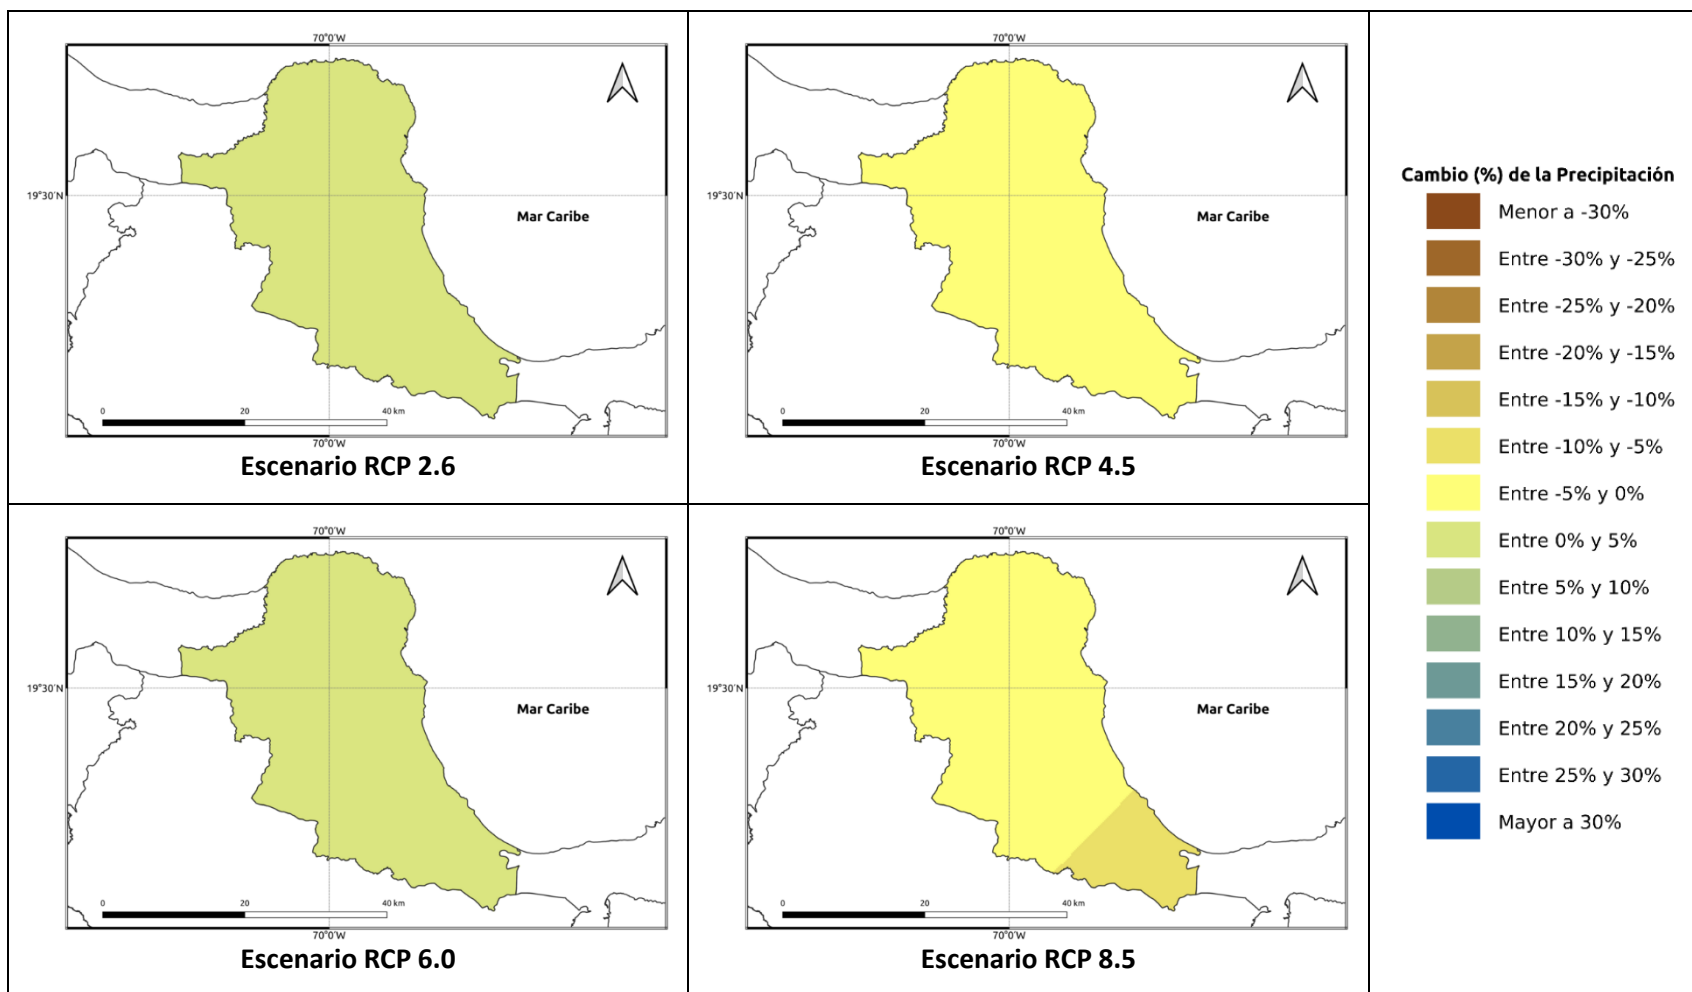 70°0'W
19°30'N
Mar Caribe
0 20 40 km
70°0'W
Escenario RCP 2.6
70°0'W
19°30'N
Mar Caribe
0 20 40 km
70°0'W
Escenario RCP 4.5
70°0'W
19°30'N
Mar Caribe
0 20 40 km
70°0'W
Escenario RCP 6.0
70°0'W
19°30'N
Mar Caribe
0 20 40 km
70°0'W
Escenario RCP 8.5
Cambio (%) de la Precipitación
Menor a -30%
Entre -30% y -25%
Entre -25% y -20%
Entre -20% y -15%
Entre -15% y -10%
Entre -10% y -5%
Entre -5% y 0%
Entre 0% y 5%
Entre 5% y 10%
Entre 10% y 15%
Entre 15% y 20%
Entre 20% y 25%
Entre 25% y 30%
Mayor a 30%